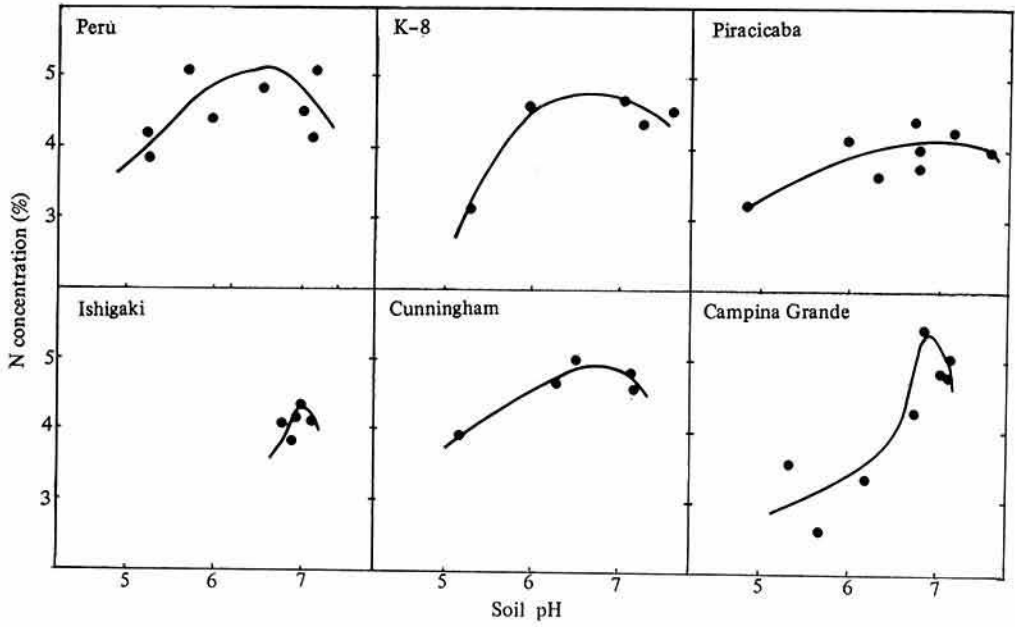 Perú
K-8
Piracicaba
5
4
3
N concentration (%)
Ishigaki
Cunningham
Campina Grande
5
4
3
5 6 7
5 6 7
5 6 7
Soil pH